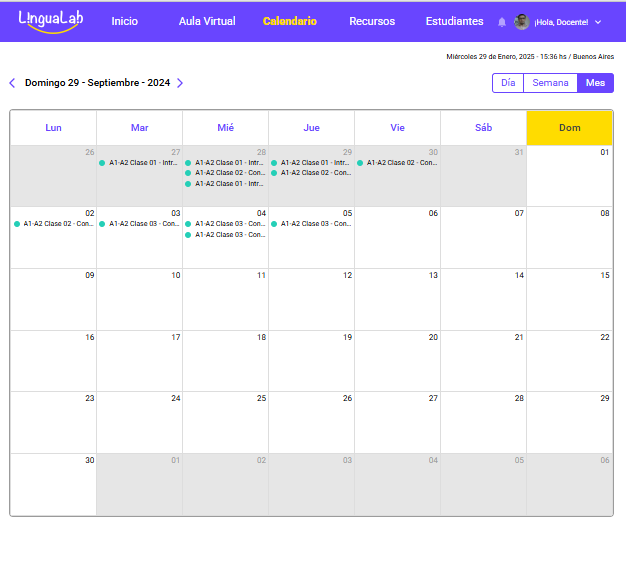 L!nguaLab Inicio Aula Virtual Calendario Recursos Estudiantes ¡Hola, Docente!
Miércoles 29 de Enero, 2025 - 15:36 hs / Buenos Aires
Domingo 29 - Septiembre - 2024 Día Semana Mes
Lun Mar Mié Jue Vie Sáb Dom
26 27 28 29 30 31 01
A1-A2 Clase 01 - Intr... A1-A2 Clase 01 - Intr... A1-A2 Clase 01 - Intr... A1-A2 Clase 02 - Con...
A1-A2 Clase 02 - Con... A1-A2 Clase 02 - Con...
A1-A2 Clase 01 - Intr...
02 03 04 05 06 07 08
A1-A2 Clase 02 - Con... A1-A2 Clase 03 - Con... A1-A2 Clase 03 - Con... A1-A2 Clase 03 - Con...
A1-A2 Clase 03 - Con...
09 10 11 12 13 14 15
16 17 18 19 20 21 22
23 24 25 26 27 28 29
30 01 02 03 04 05 06